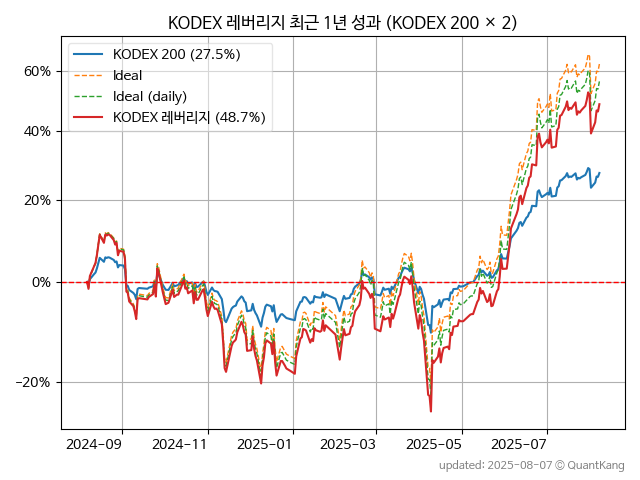 KODEX 레버리지 최근 1년 성과 (KODEX 200 × 2)
KODEX 200 (27.5%)
Ideal
Ideal (daily)
KODEX 레버리지 (48.7%)
60%
40%
20%
0%
−20%
2024-09 2024-11 2025-01 2025-03 2025-05 2025-07
updated: 2025-08-07 © QuantKang